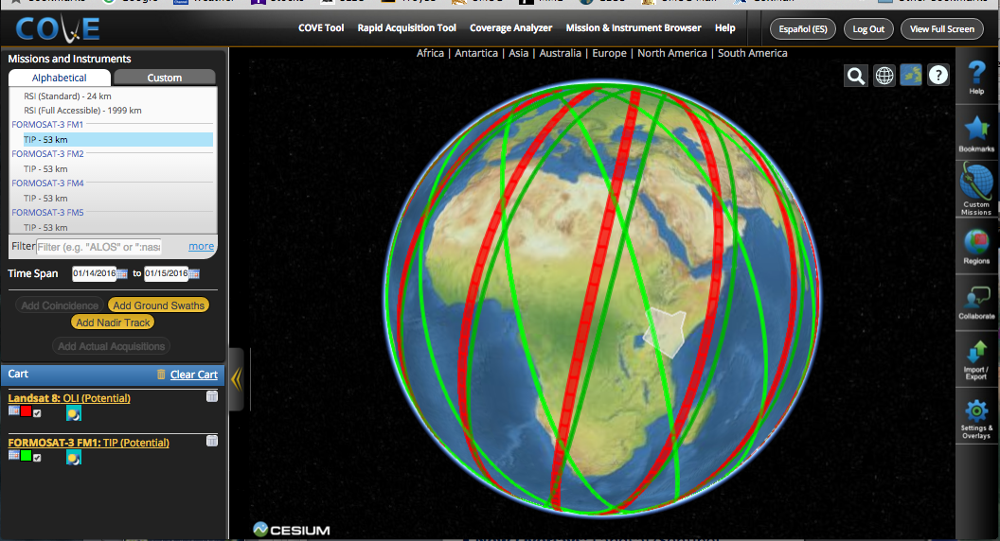 Google
COVE
COVE Tool Rapid Acquisition Tool Coverage Analyzer Mission & Instrument Browser Help
Español (ES) Log Out View Full Screen
Africa | Antartica | Asia | Australia | Europe | North America | South America
Missions and Instruments
Alphabetical Custom
RSI (Standard) - 24 km
RSI (Full Accessible) - 1999 km
FORMOSAT-3 FM1
TIP - 53 km
FORMOSAT-3 FM2
TIP - 53 km
FORMOSAT-3 FM4
TIP - 53 km
FORMOSAT-3 FM5
TIP - 53 km
Filter Filter (e.g. "ALOS" or ":nasa more
Time Span 01/14/2016 to 01/15/2016
Add Coincidence Add Ground Swaths
Add Nadir Track
Add Actual Acquisitions
Cart Clear Cart
Landsat 8: OLI (Potential)
FORMOSAT-3 FM1: TIP (Potential)
?
?
Help
Bookmarks
Custom
Missions
Regions
Collaborate
Import /
Export
Settings &
Overlays
CESIUM